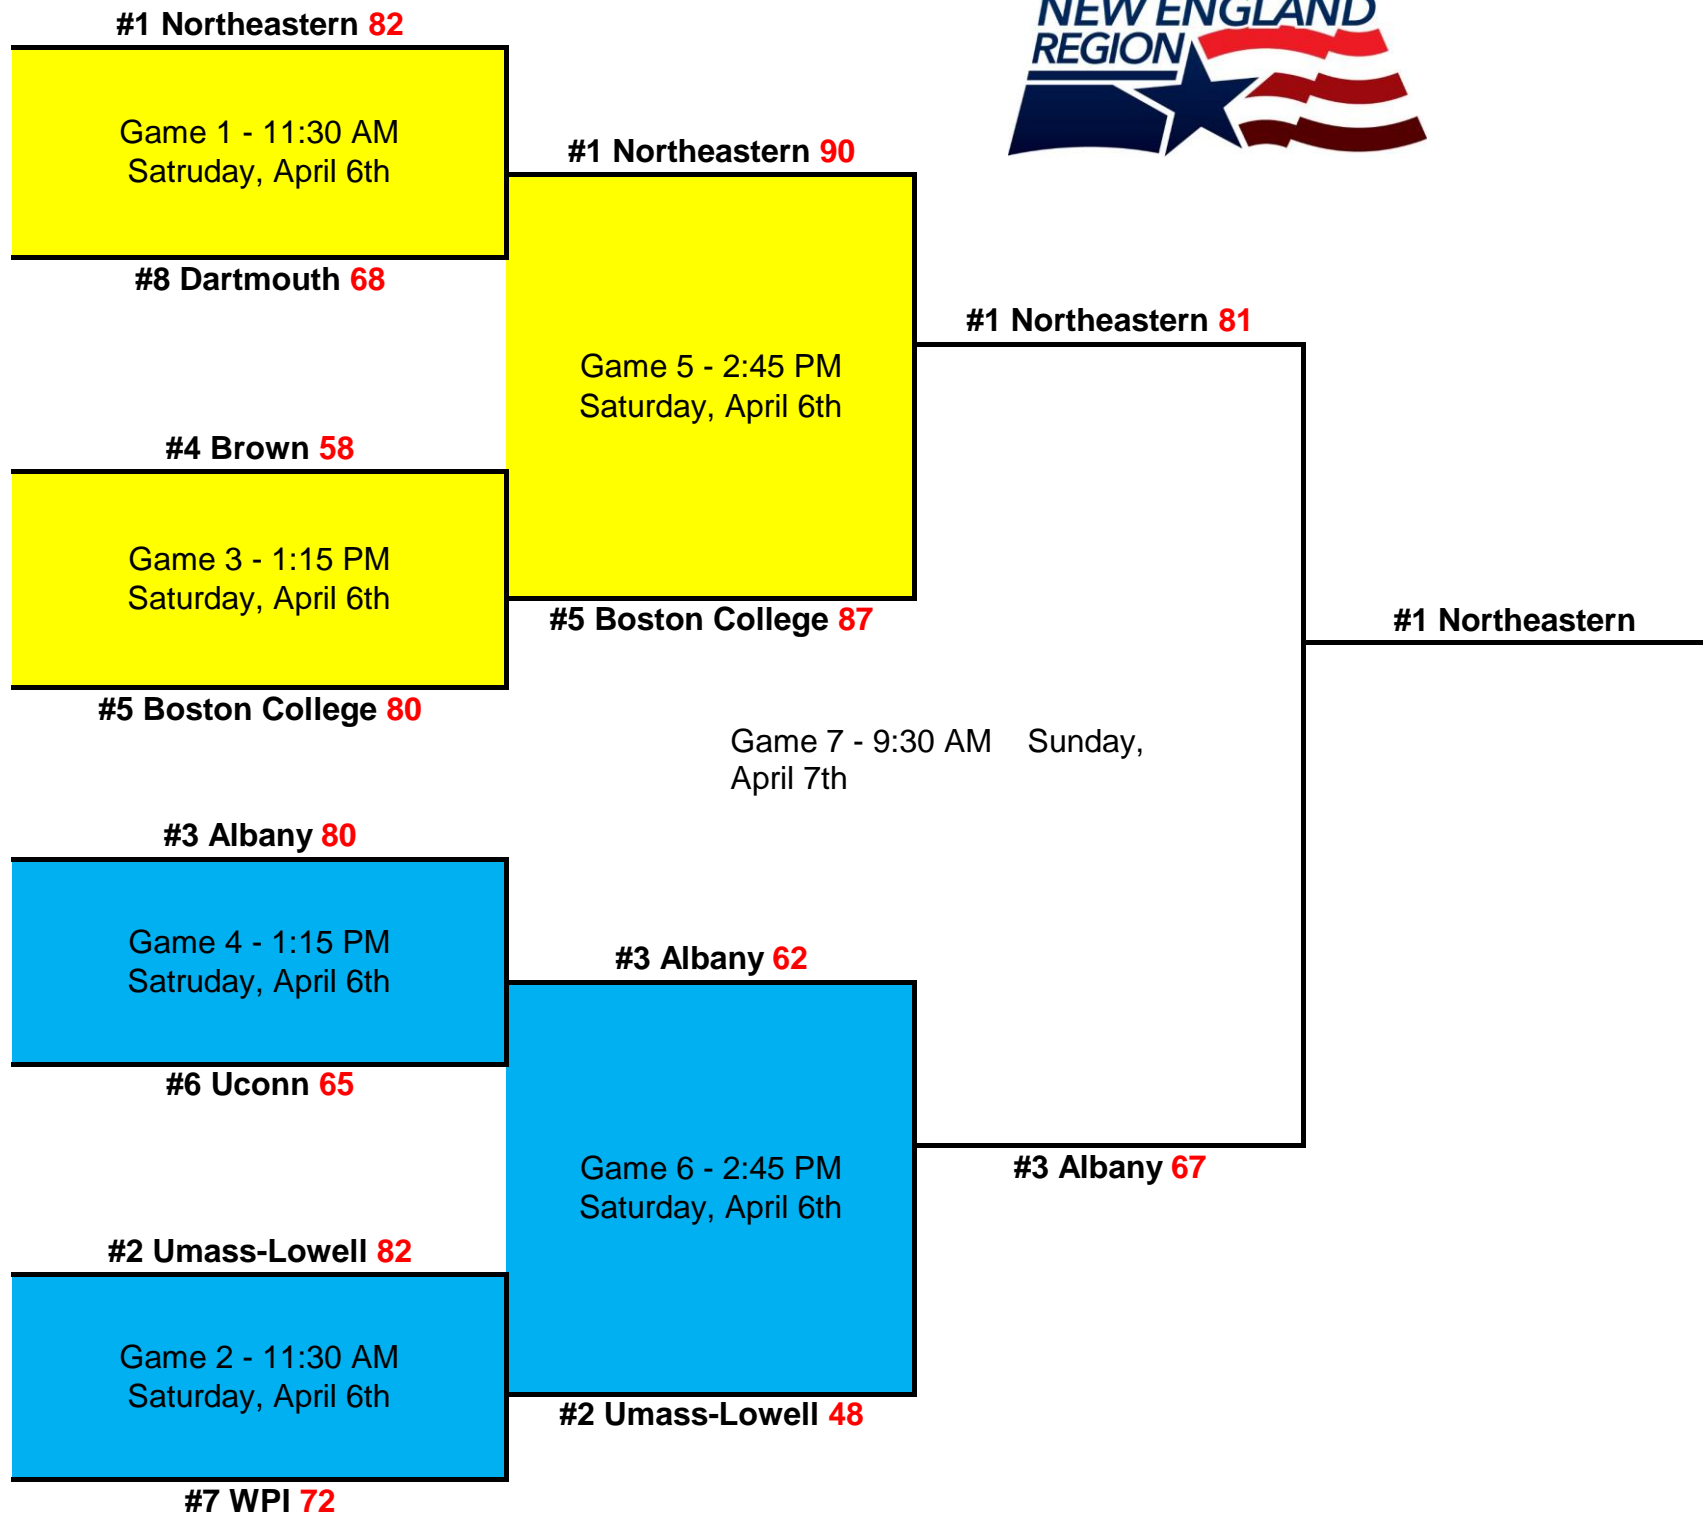 #1 Northeastern 82
NEW ENGLAND
REGION
Game 1 - 11:30 AM
Satruday, April 6th
#8 Dartmouth 68
#1 Northeastern 90
Game 5 - 2:45 PM
Saturday, April 6th
#4 Brown 58
Game 3 - 1:15 PM
Saturday, April 6th
#5 Boston College 80
#5 Boston College 87
#1 Northeastern 81
#1 Northeastern
Game 7 - 9:30 AM Sunday,
April 7th
#3 Albany 80
Game 4 - 1:15 PM
Satruday, April 6th
#6 Uconn 65
#3 Albany 62
Game 6 - 2:45 PM
Saturday, April 6th
#3 Albany 67
#2 Umass-Lowell 82
Game 2 - 11:30 AM
Saturday, April 6th
#2 Umass-Lowell 48
#7 WPI 72